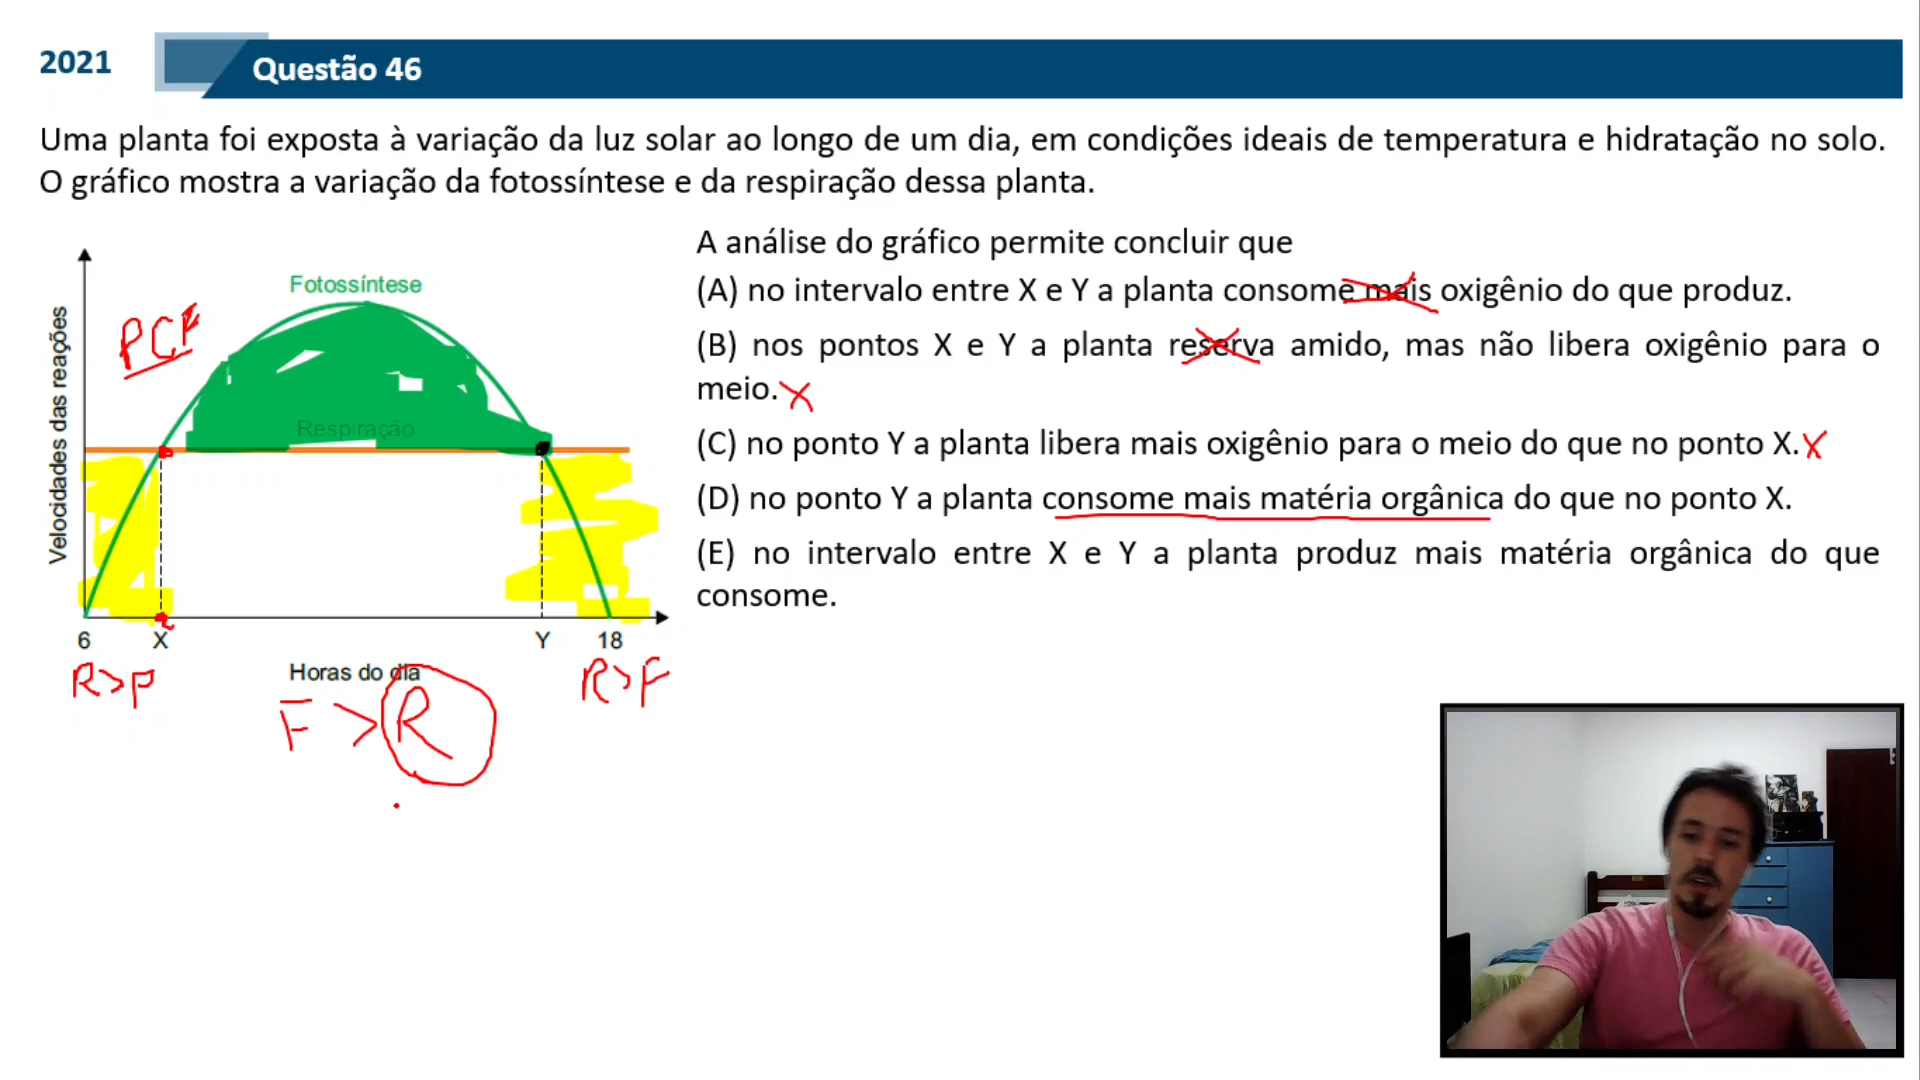 2021
Questão 46
Uma planta foi exposta à variação da luz solar ao longo de um dia, em condições ideais de temperatura e hidratação no solo.
O gráfico mostra a variação da fotossíntese e da respiração dessa planta.
A análise do gráfico permite concluir que
(A) no intervalo entre X e Y a planta consome mais oxigênio do que produz.
(B) nos pontos X e Y a planta reserva amido, mas não libera oxigênio para o
meio. X
(C) no ponto Y a planta libera mais oxigênio para o meio do que no ponto X. X
(D) no ponto Y a planta consome mais matéria orgânica do que no ponto X.
(E) no intervalo entre X e Y a planta produz mais matéria orgânica do que
consome.
Velocidades das reações
Fotossíntese
PCF
Respiração
6 X Y 18
Horas do dia
R>F R>F
F > R